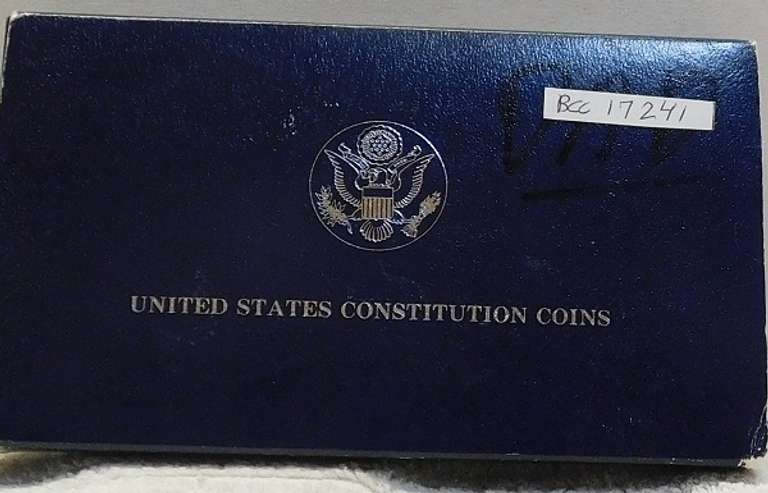 BCC 17241
UNITED STATES CONSTITUTION COINS